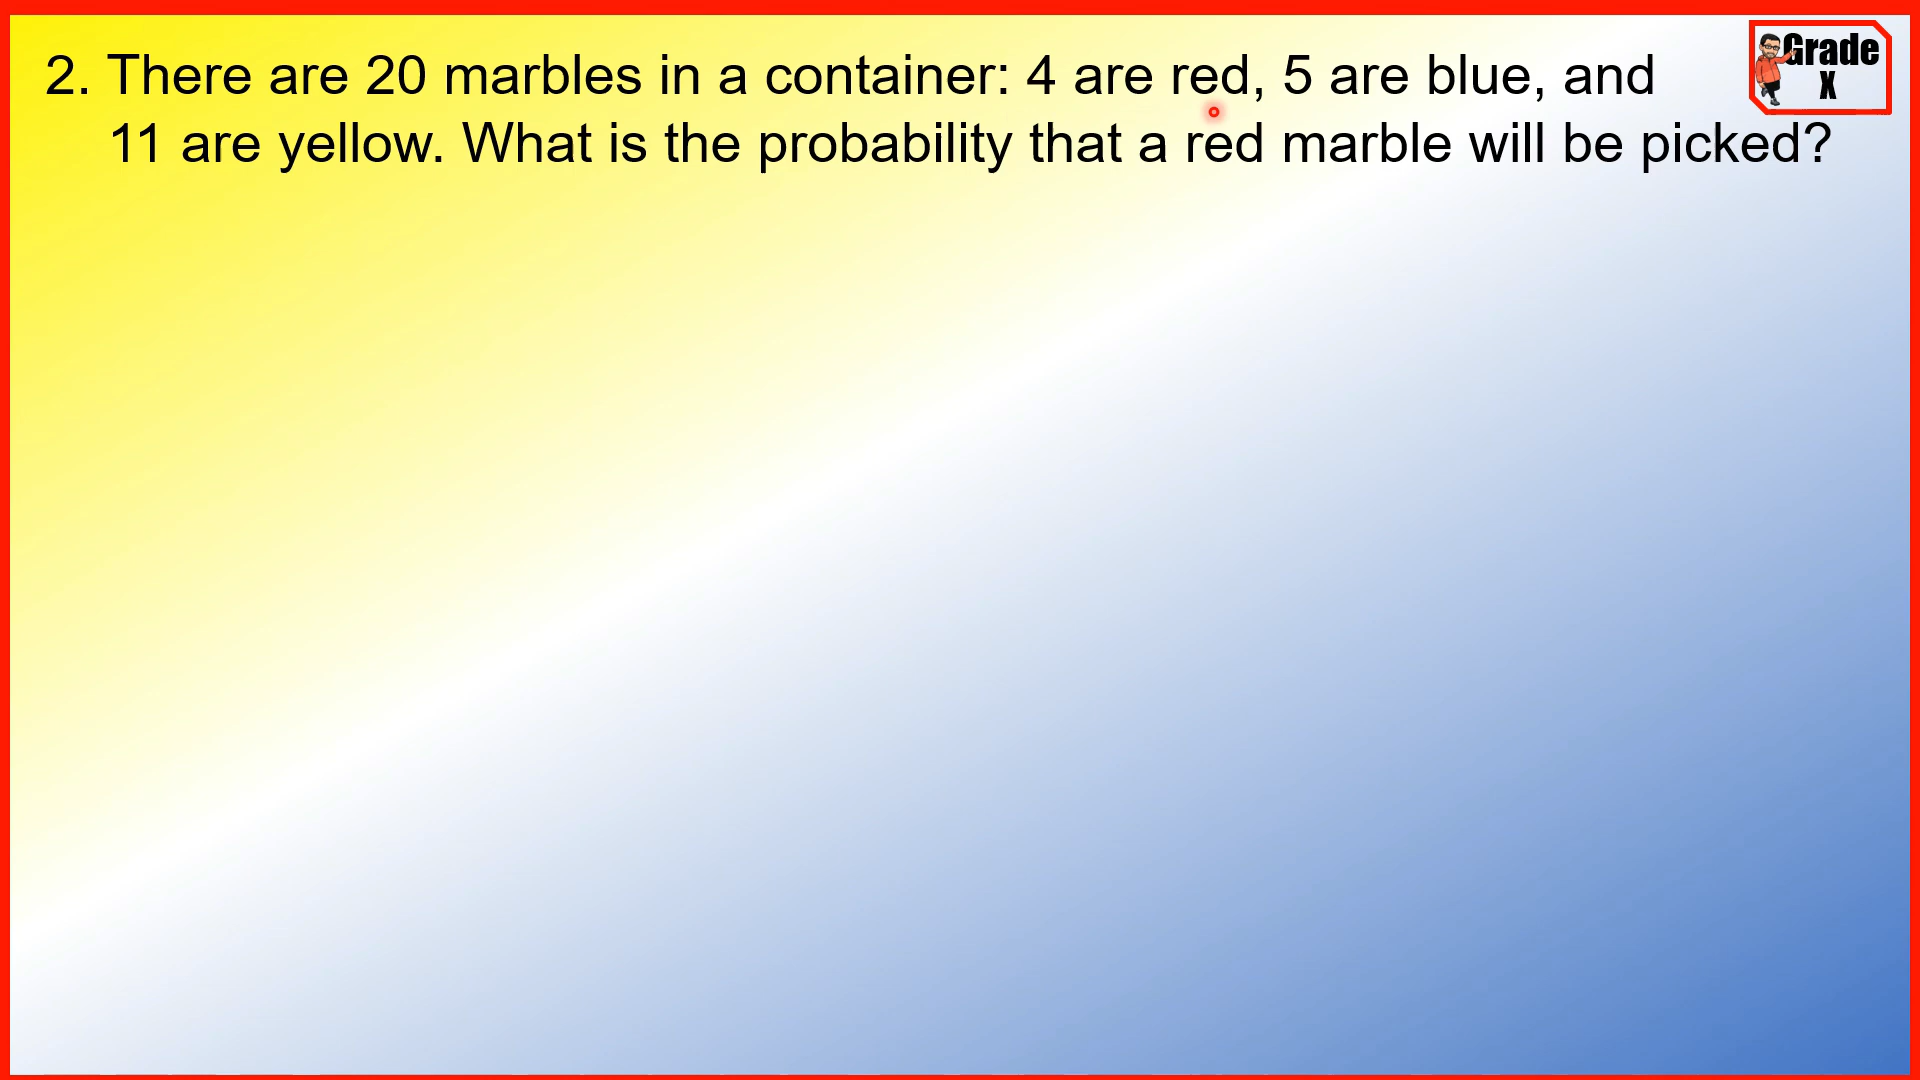 2. There are 20 marbles in a container: 4 are red, 5 are blue, and
11 are yellow. What is the probability that a red marble will be picked?
Grade
X